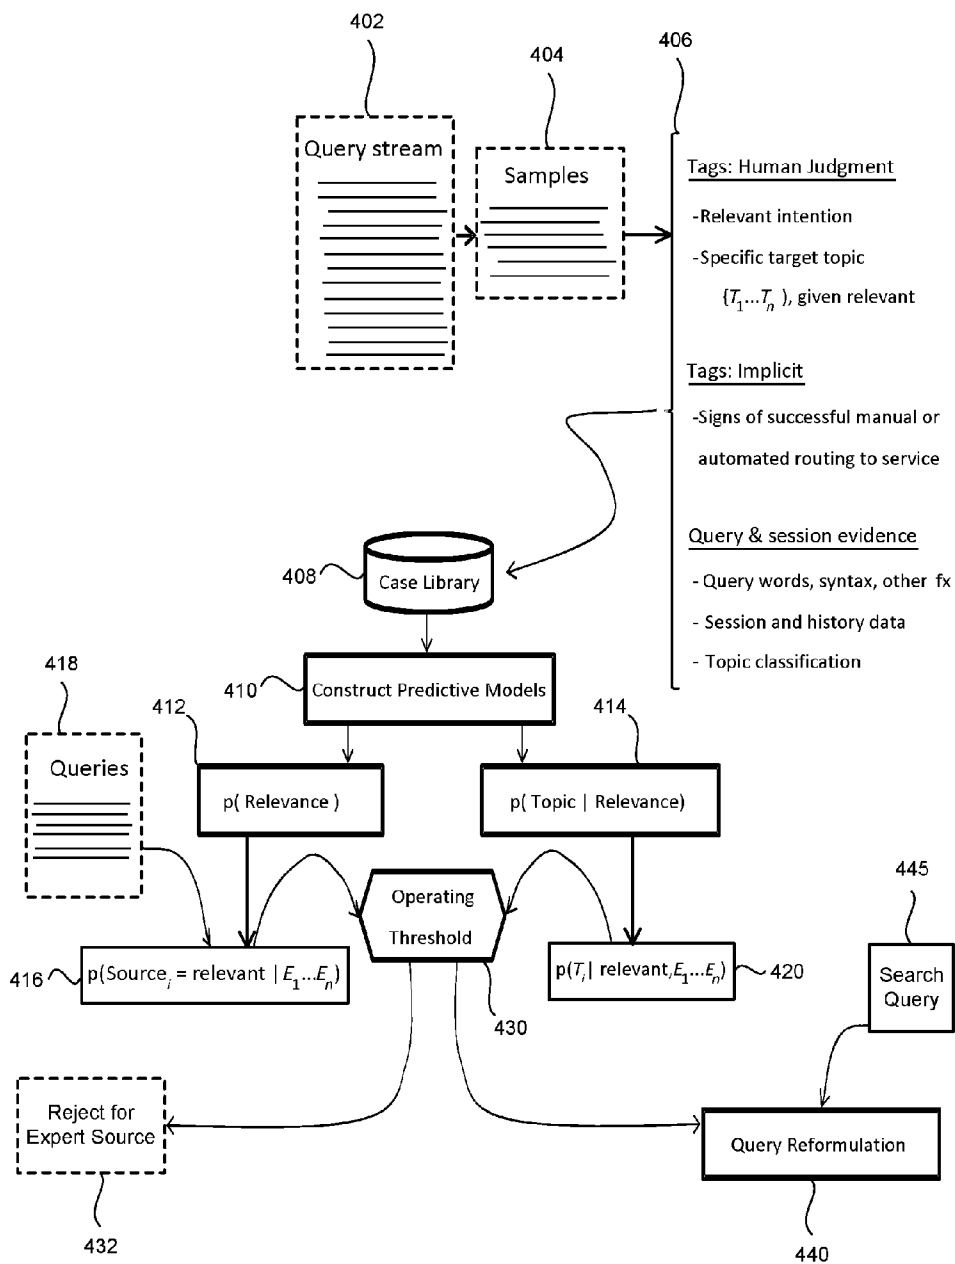 402
404
406
Query stream
Samples
Tags: Human Judgment
-Relevant intention
-Specific target topic
{T1...Tn ), given relevant
Tags: Implicit
-Signs of successful manual or
automated routing to service
Query & session evidence
- Query words, syntax, other fx
- Session and history data
- Topic classification
408
Case Library
410
Construct Predictive Models
418
412
414
Queries
p( Relevance )
p( Topic | Relevance)
Operating
Threshold
445
416
p(Sourcei = relevant | E1...En)
p(Ti| relevant,E1...En)
420
Search
Query
430
Reject for
Expert Source
Query Reformulation
432
440